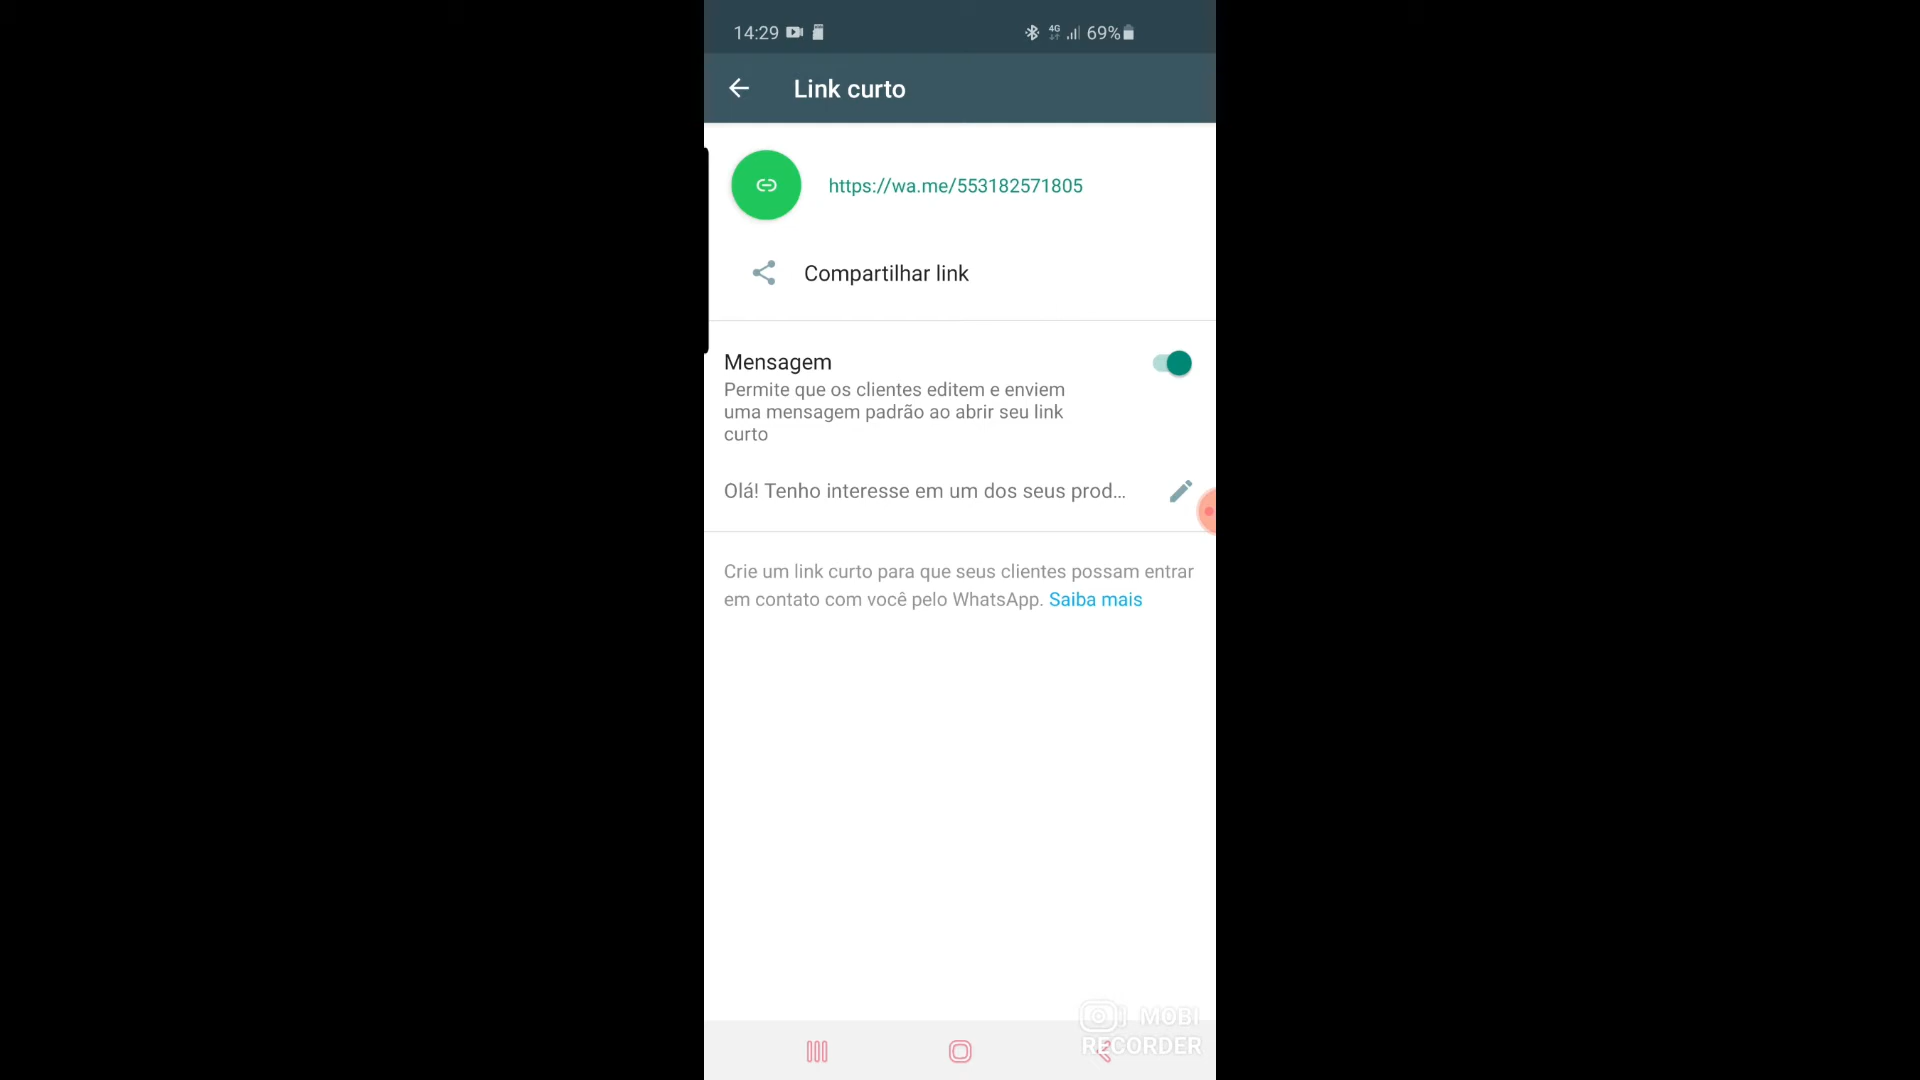 14:29
4G 69%
Link curto
https://wa.me/553182571805
Compartilhar link
Mensagem
Permite que os clientes editem e enviem
uma mensagem padrão ao abrir seu link
curto
Olá! Tenho interesse em um dos seus prod...
Crie um link curto para que seus clientes possam entrar
em contato com você pelo WhatsApp. Saiba mais
MOBI
RECORDER